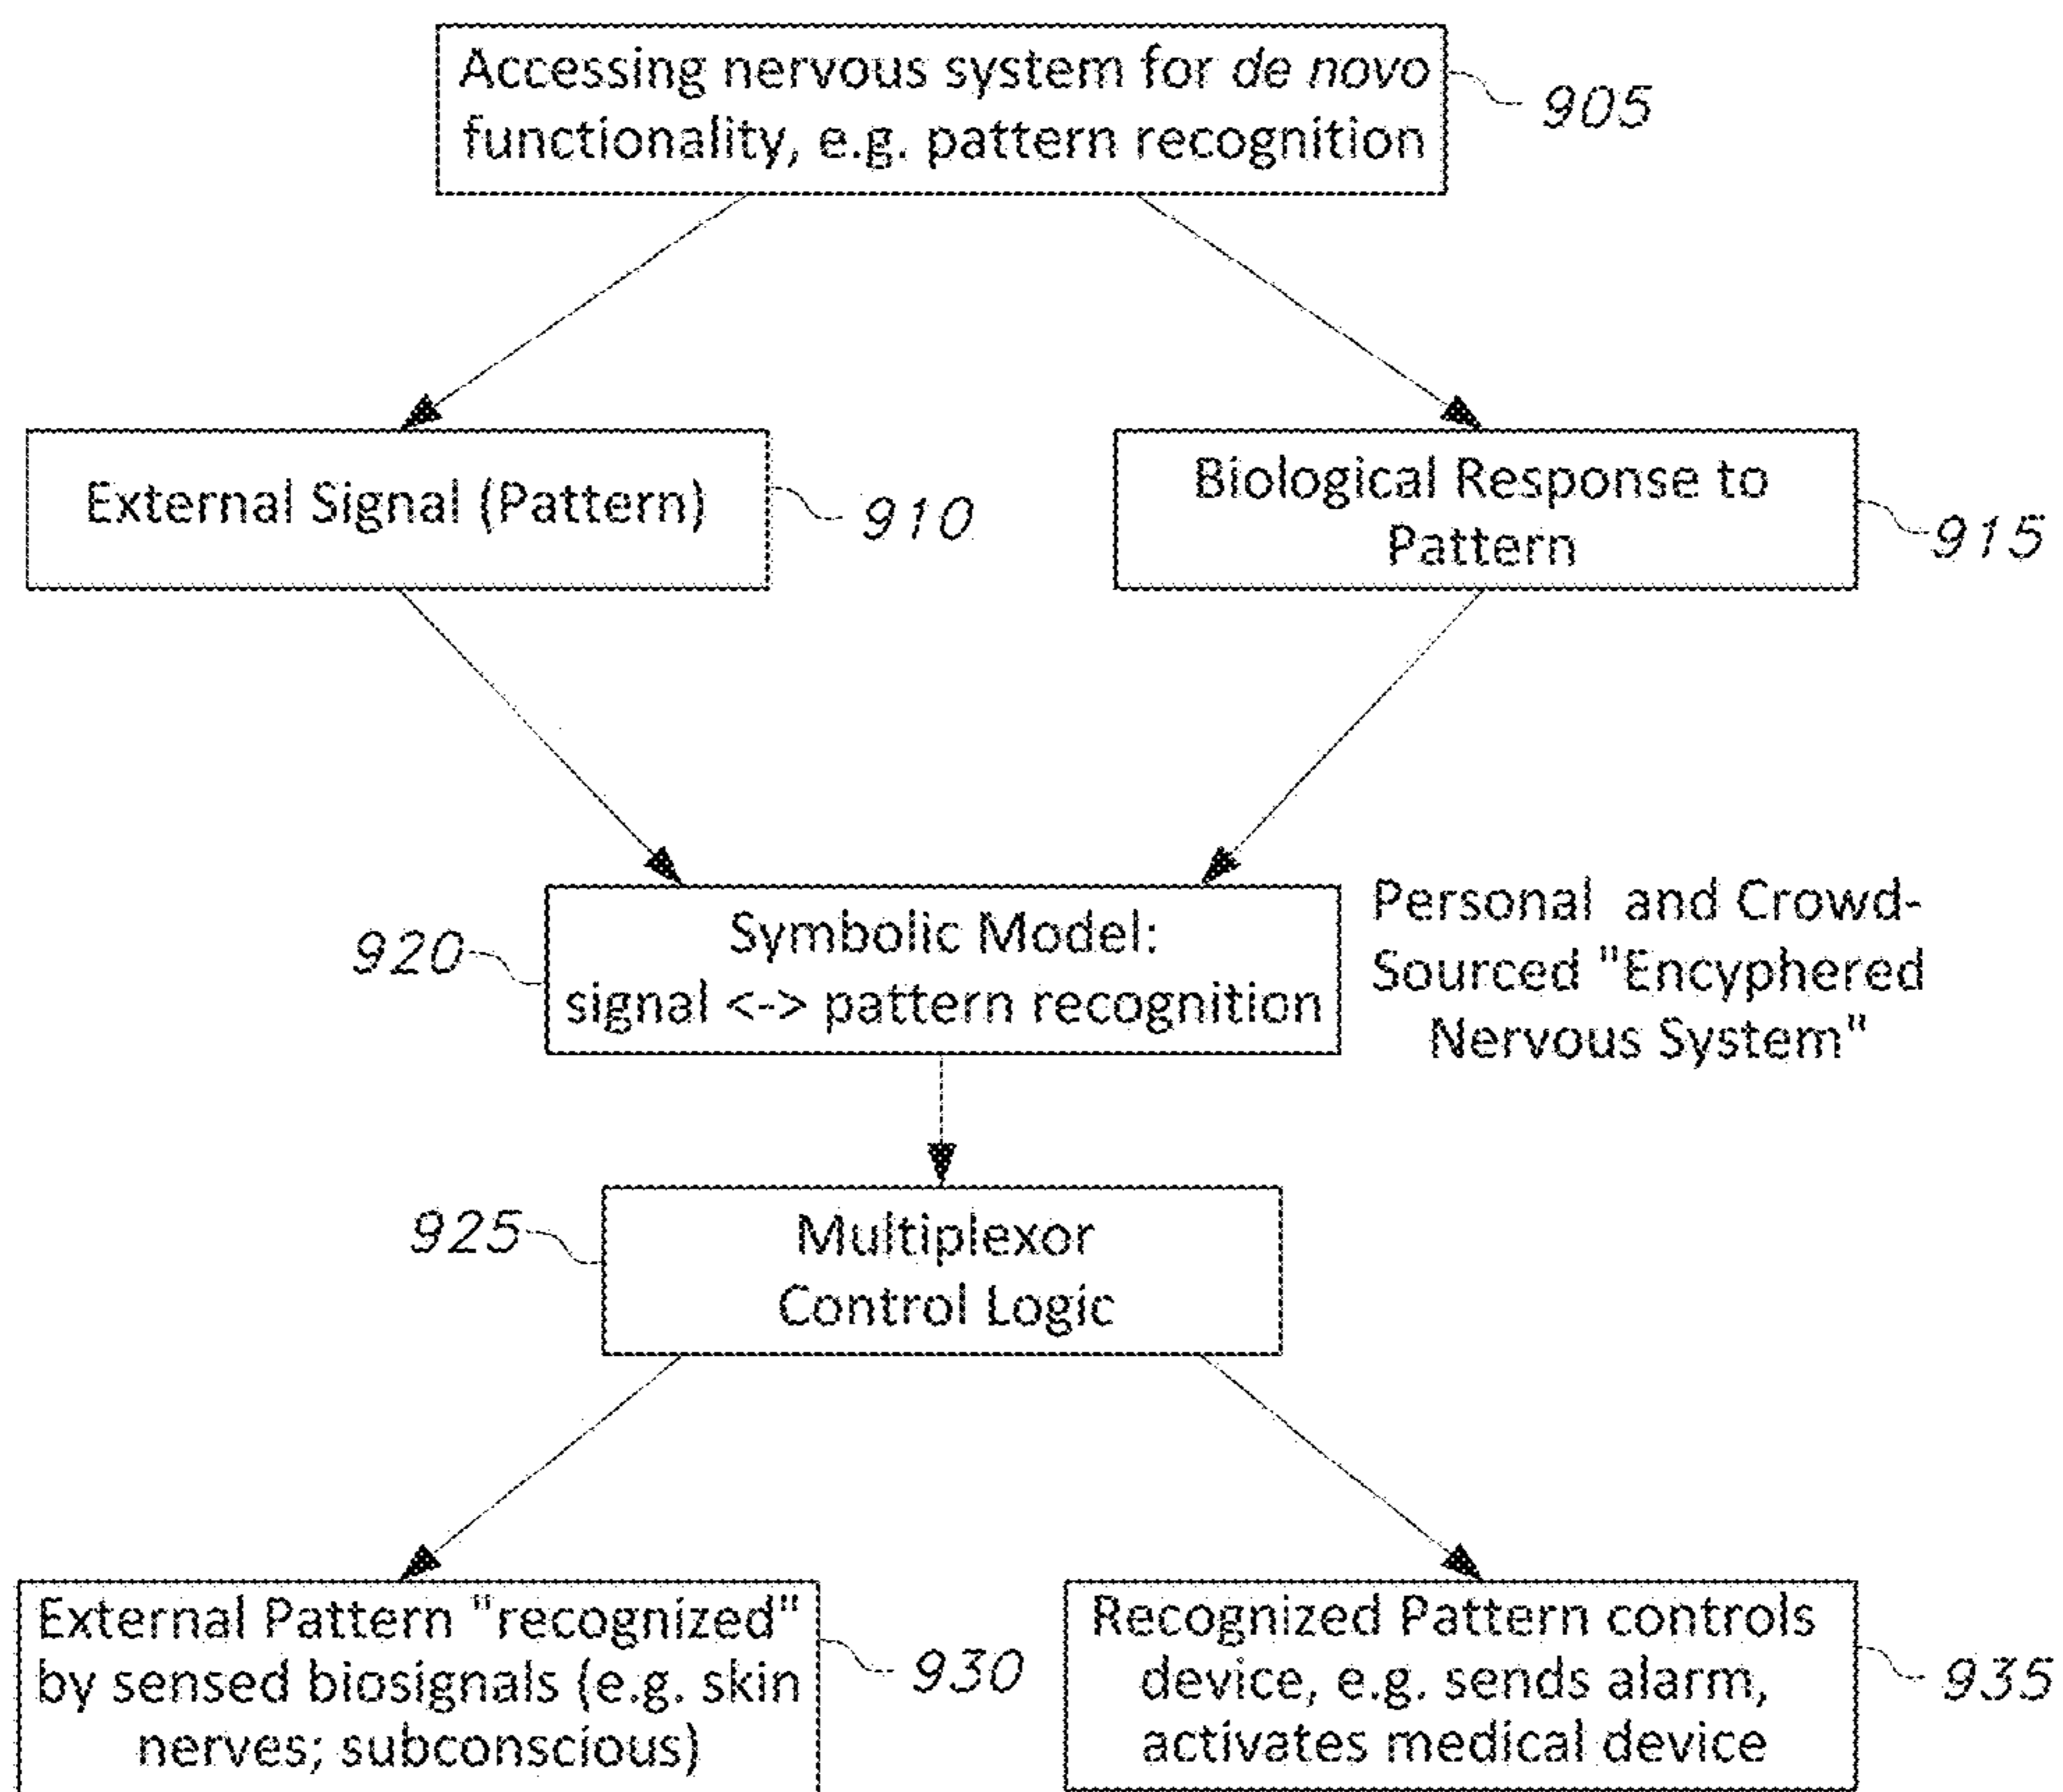 Accessing nervous system for de novo
functionality, e.g. pattern recognition
905
External Signal (Pattern)
910
Biological Response to
Pattern
915
920
Symbolic Model:
signal <-> pattern recognition
Personal and Crowd-
Sourced "Encyphered
Nervous System"
925
Multiplexor
Control Logic
External Pattern "recognized"
by sensed biosignals (e.g. skin
nerves; subconscious)
930
Recognized Pattern controls
device, e.g. sends alarm,
activates medical device
935